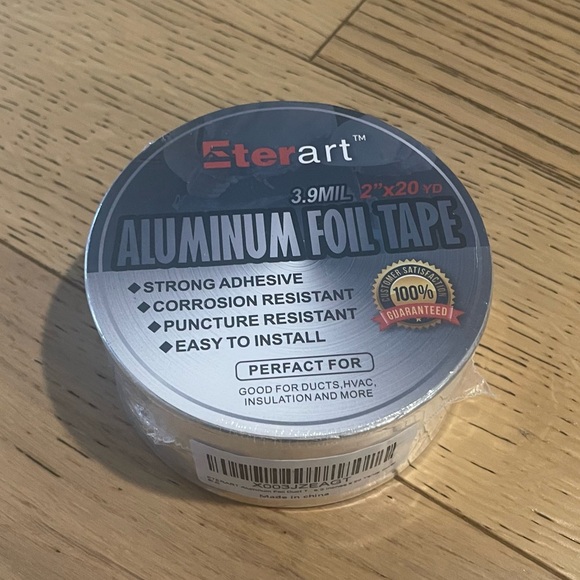 Eterart™
3.9MIL 2"x20 YD
ALUMINUM FOIL TAPE
◆STRONG ADHESIVE
◆CORROSION RESISTANT
◆PUNCTURE RESISTANT
◆EASY TO INSTALL
CUSTOMER SATISFACTION
100%
GUARANTEED
PERFACT FOR
GOOD FOR DUCTS,HVAC,
INSULATION AND MORE
X003JZEAGT
Made in china